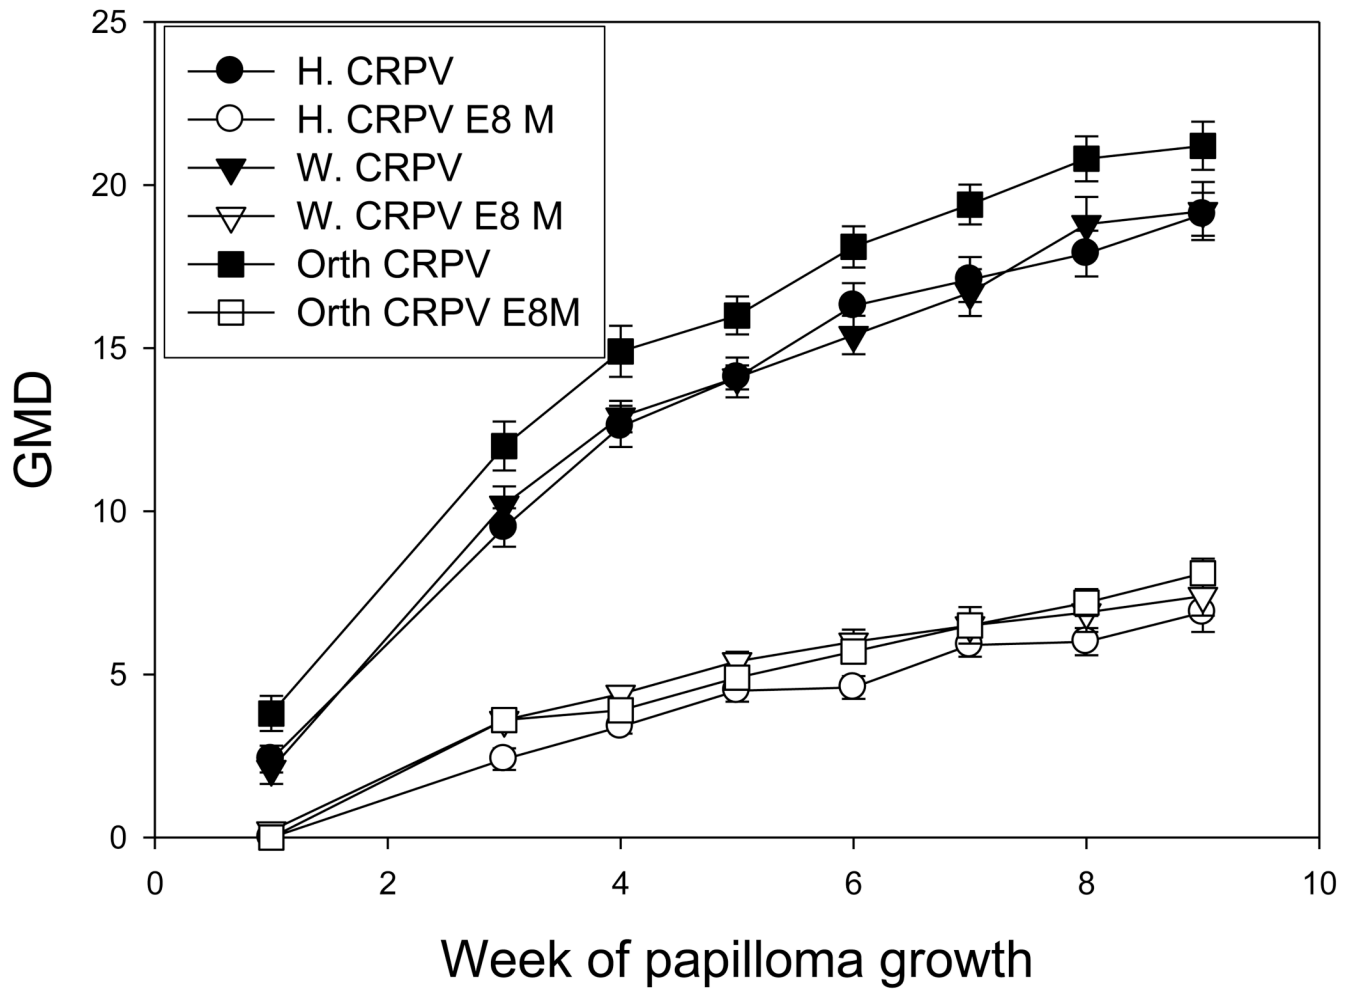 25
20
15
10
5
0
GMD
H. CRPV
H. CRPV E8 M
W. CRPV
W. CRPV E8 M
Orth CRPV
Orth CRPV E8M
0 2 4 6 8 10
Week of papilloma growth